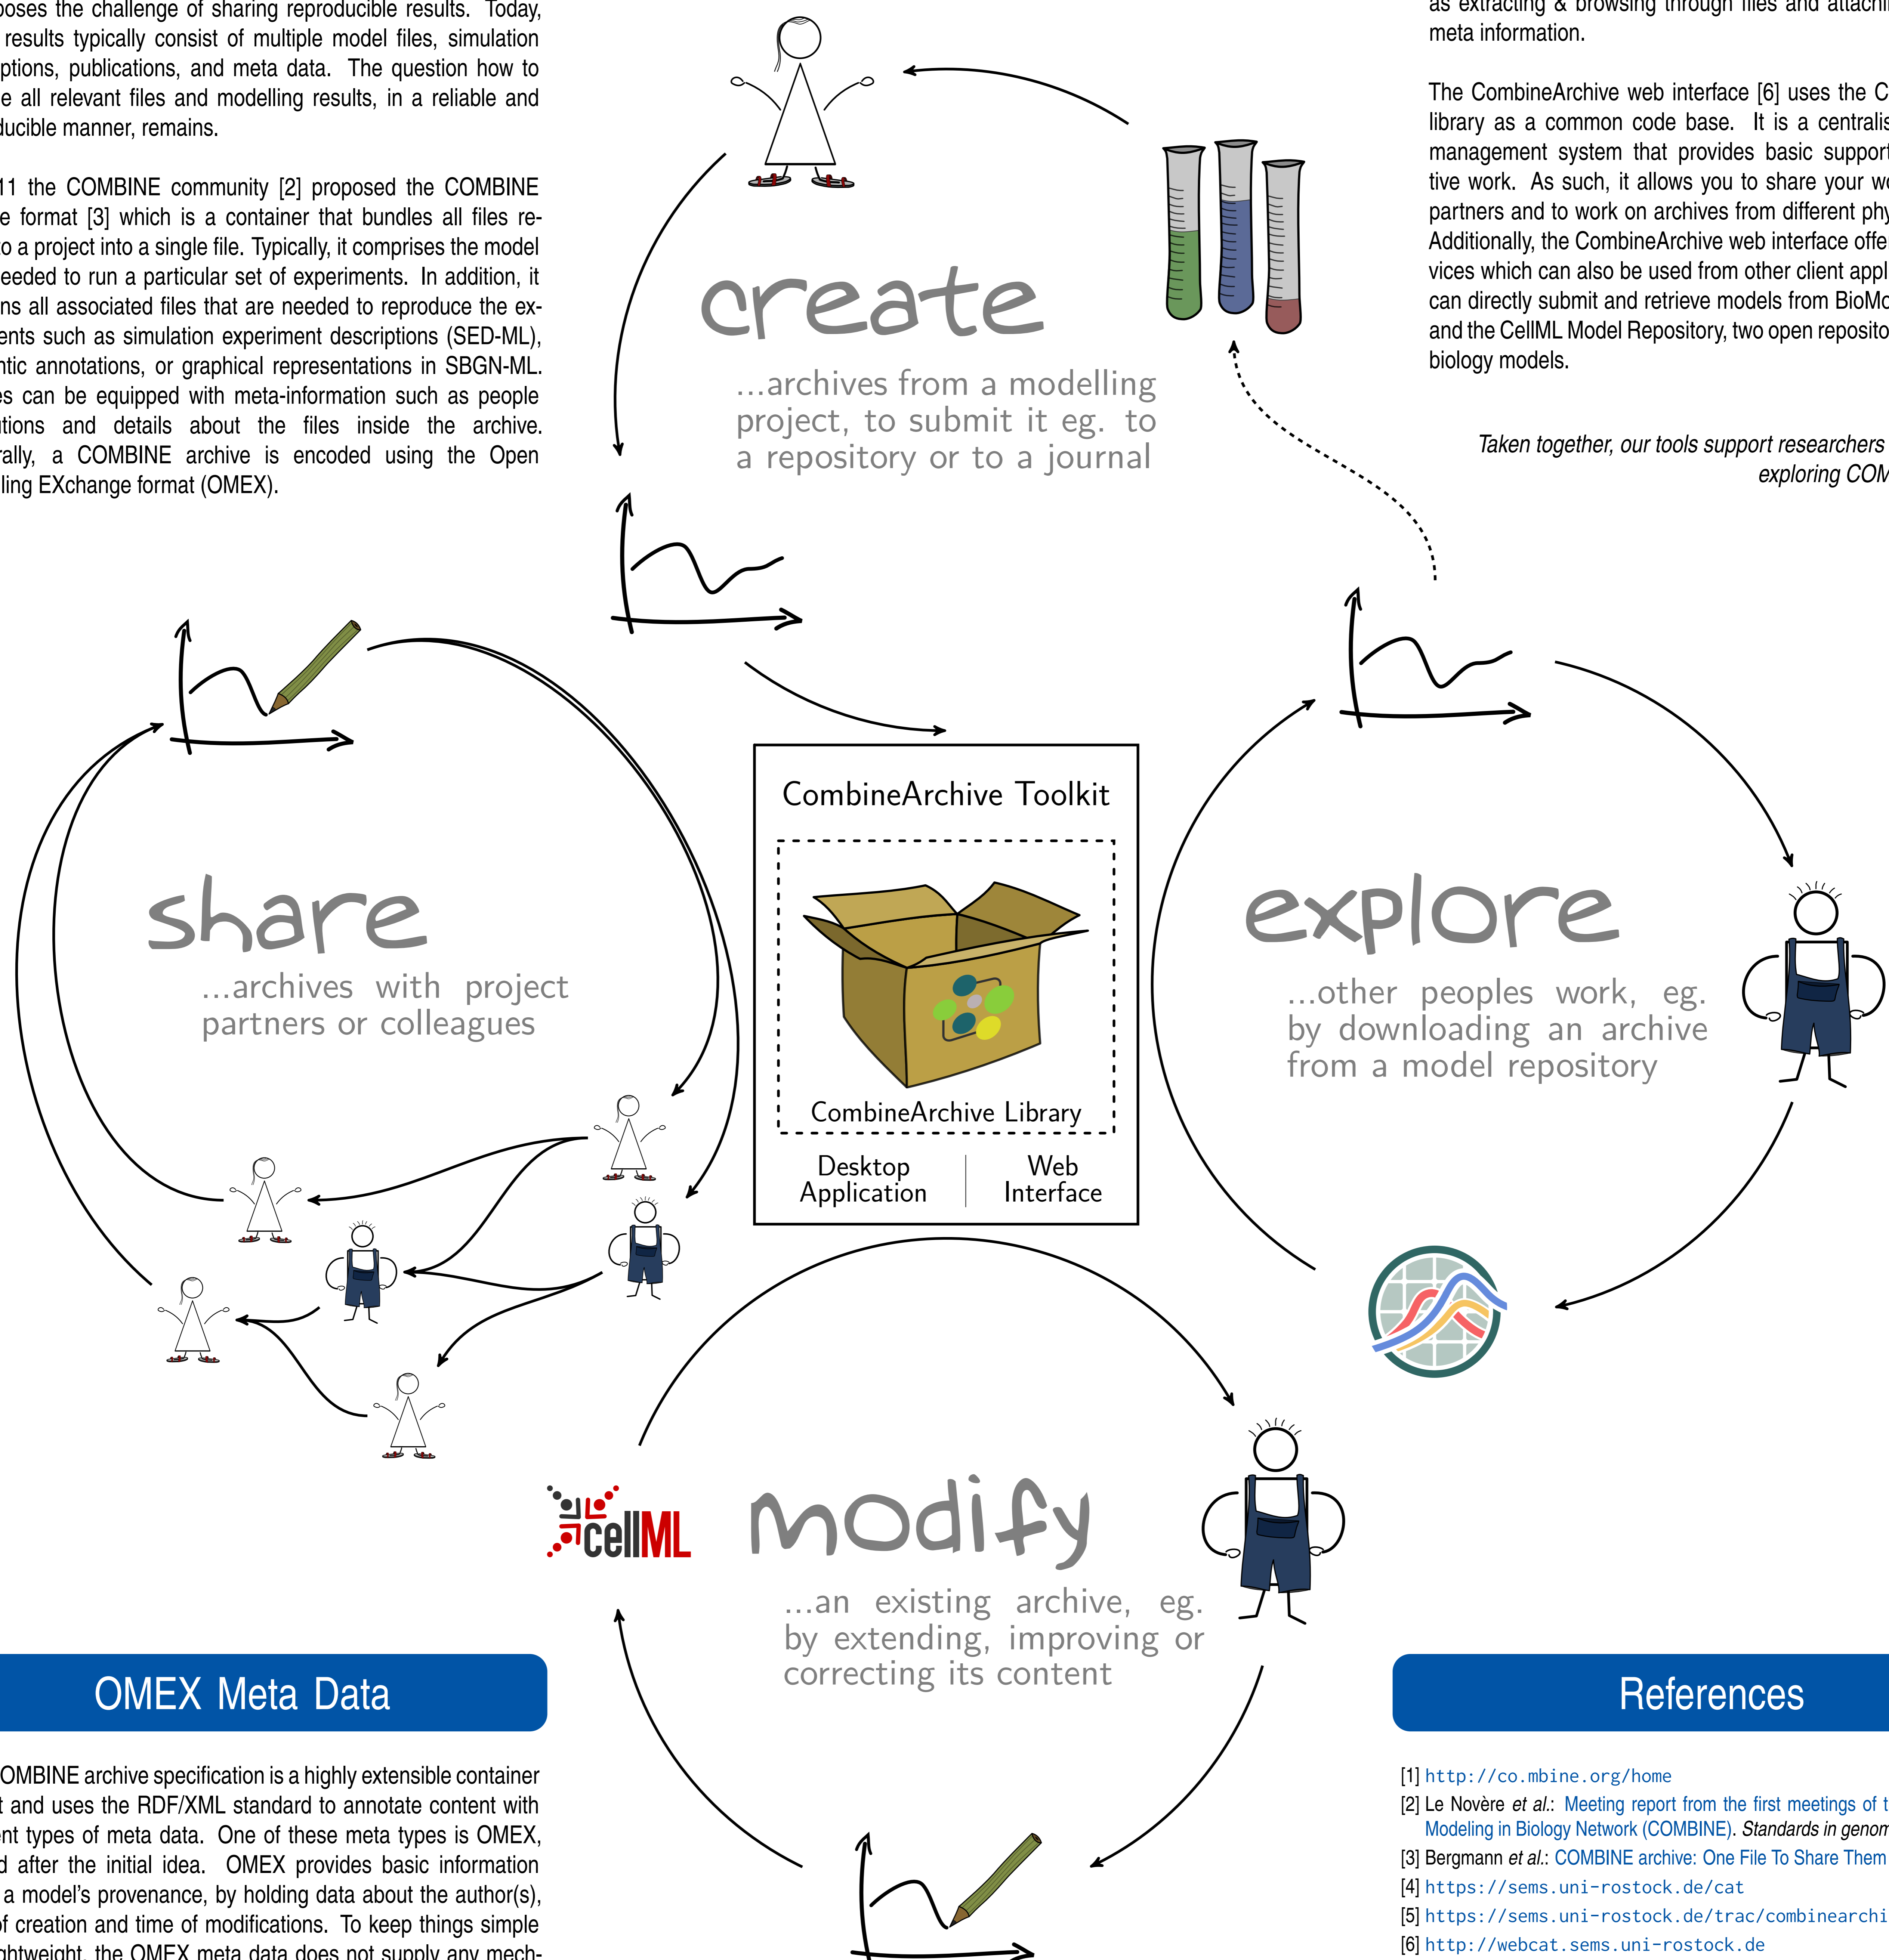 poses the challenge of sharing reproducible results. Today,
results typically consist of multiple model files, simulation
ptions, publications, and meta data. The question how to
e all relevant files and modelling results, in a reliable and
ducible manner, remains.
11 the COMBINE community [2] proposed the COMBINE
e format [3] which is a container that bundles all files re-
to a project into a single file. Typically, it comprises the model
eeded to run a particular set of experiments. In addition, it
ns all associated files that are needed to reproduce the ex-
ents such as simulation experiment descriptions (SED-ML),
ntic annotations, or graphical representations in SBGN-ML.
es can be equipped with meta-information such as people
utions and details about the files inside the archive.
rally, a COMBINE archive is encoded using the Open
lling EXchange format (OMEX).
as extracting & browsing through files and attachi
meta information.
The CombineArchive web interface [6] uses the C
library as a common code base. It is a centralis
management system that provides basic support
tive work. As such, it allows you to share your wo
partners and to work on archives from different phy
Additionally, the CombineArchive web interface offe
vices which can also be used from other client appl
can directly submit and retrieve models from BioMo
and the CellML Model Repository, two open reposito
biology models.
Taken together, our tools support researchers
exploring COM
create
...archives from a modelling
project, to submit it eg. to
a repository or to a journal
share
...archives with project
partners or colleagues
CombineArchive Toolkit
CombineArchive Library
Desktop
Application
Web
Interface
explore
...other peoples work, eg.
by downloading an archive
from a model repository
cellML
modify
...an existing archive, eg.
by extending, improving or
correcting its content
OMEX Meta Data
OMBINE archive specification is a highly extensible container
t and uses the RDF/XML standard to annotate content with
ent types of meta data. One of these meta types is OMEX,
d after the initial idea. OMEX provides basic information
a model's provenance, by holding data about the author(s),
of creation and time of modifications. To keep things simple
ghtweight, the OMEX meta data does not supply any mech-
References
[1] http://co.mbine.org/home
[2] Le Novère et al.: Meeting report from the first meetings of t
Modeling in Biology Network (COMBINE). Standards in genom
[3] Bergmann et al.: COMBINE archive: One File To Share Them
[4] https://sems.uni-rostock.de/cat
[5] https://sems.uni-rostock.de/trac/combinearchi
[6] http://webcat.sems.uni-rostock.de